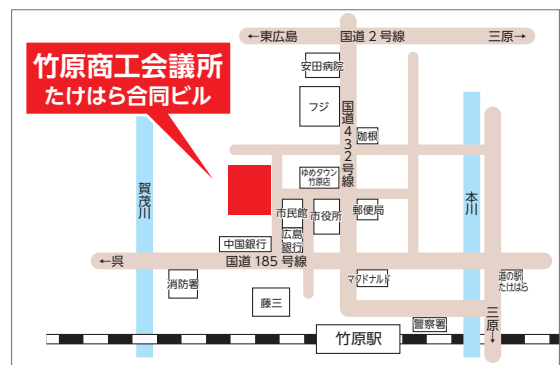 ←東広島 国道2号線 三原→
竹原商工会議所
たけはら合同ビル
安田病院
フジ
国道432号線
珈根
賀茂川
ゆめタウン
竹原店
本川
市民館
市役所
郵便局
広島
銀行
中国銀行
←呉 国道185号線
消防署
マクドナルド
道の駅
たけはら
藤三
三原→
警察署
竹原駅